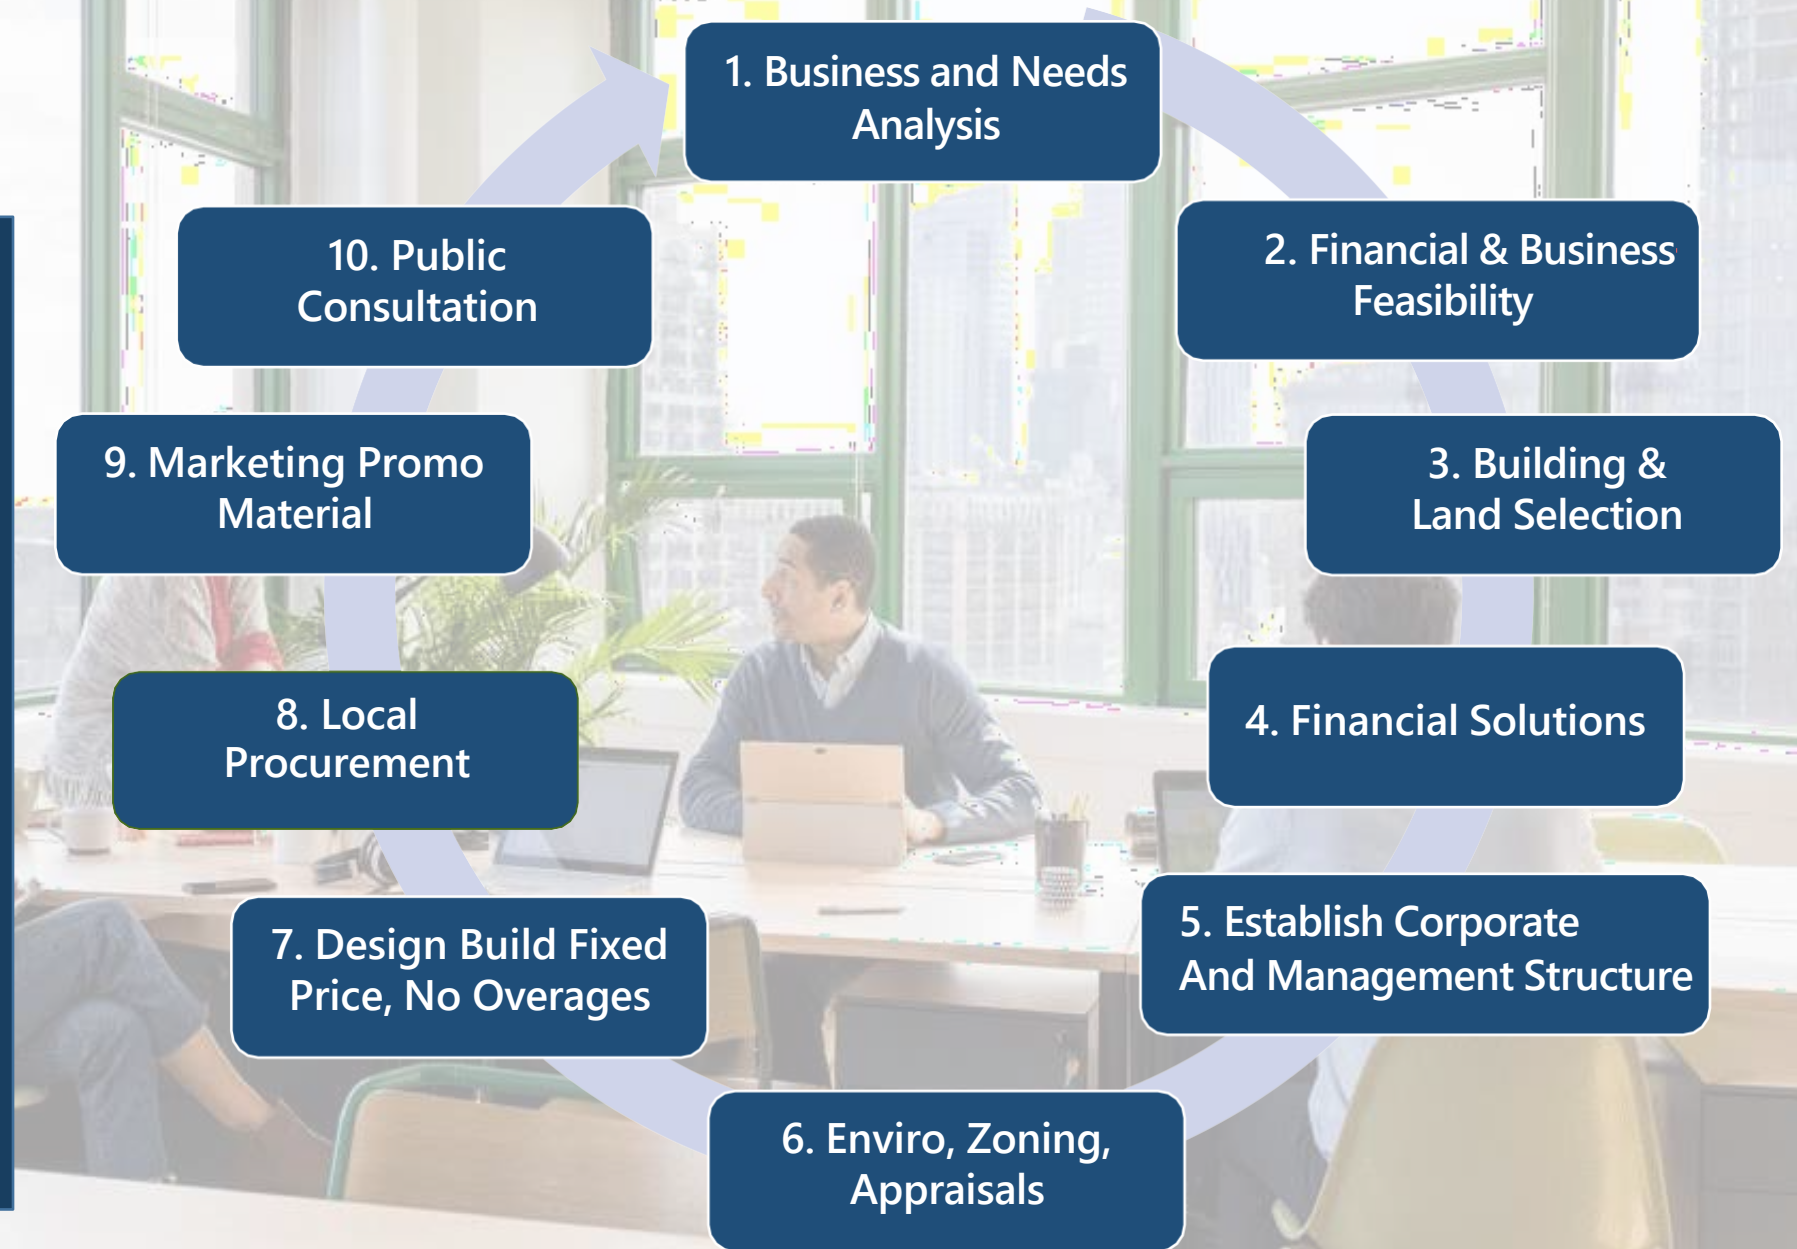 1. Business and Needs
Analysis
2. Financial & Business
Feasibility
3. Building &
Land Selection
4. Financial Solutions
5. Establish Corporate
And Management Structure
6. Enviro, Zoning,
Appraisals
7. Design Build Fixed
Price, No Overages
8. Local
Procurement
9. Marketing Promo
Material
10. Public
Consultation